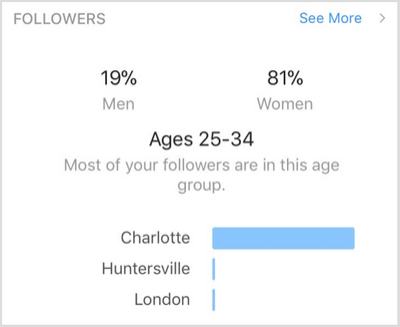 FOLLOWERS See More >
19% 81%
Men Women
Ages 25-34
Most of your followers are in this age
group.
Charlotte
Huntersville
London